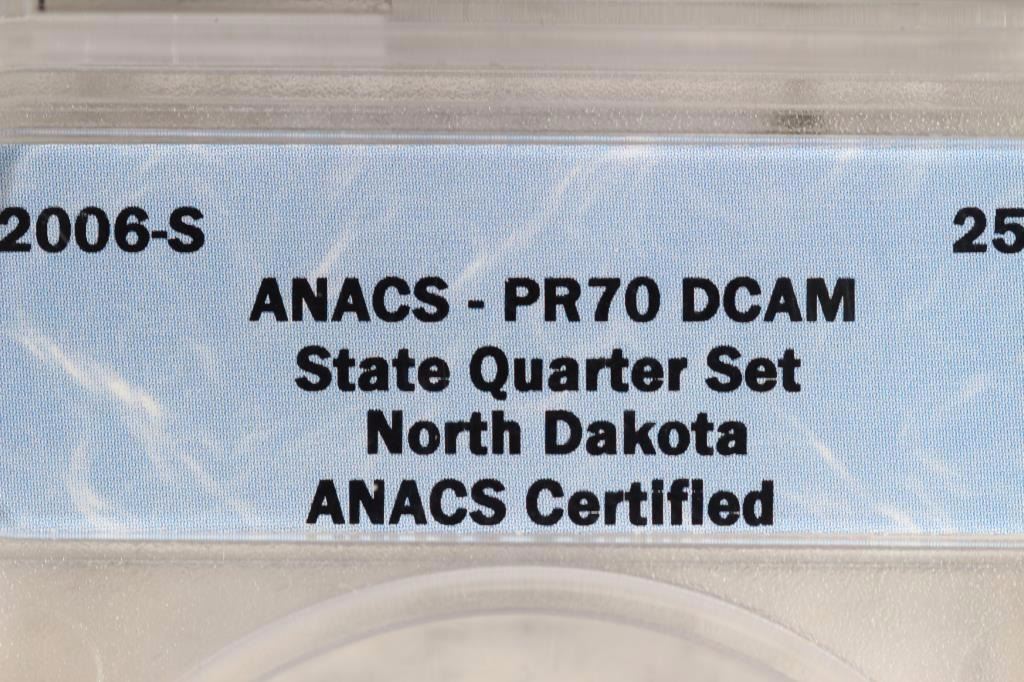 2006-S 25
ANACS - PR70 DCAM
State Quarter Set
North Dakota
ANACS Certified